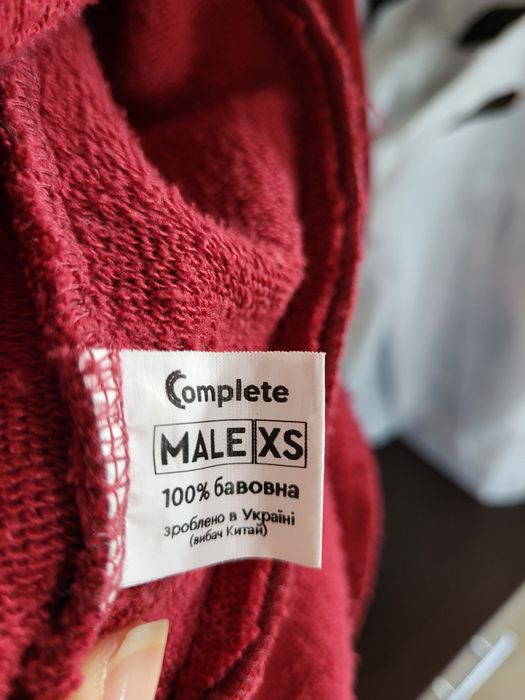 Complete
MALE XS
100% бавовна
зроблено в Україні
(вибач Китай)